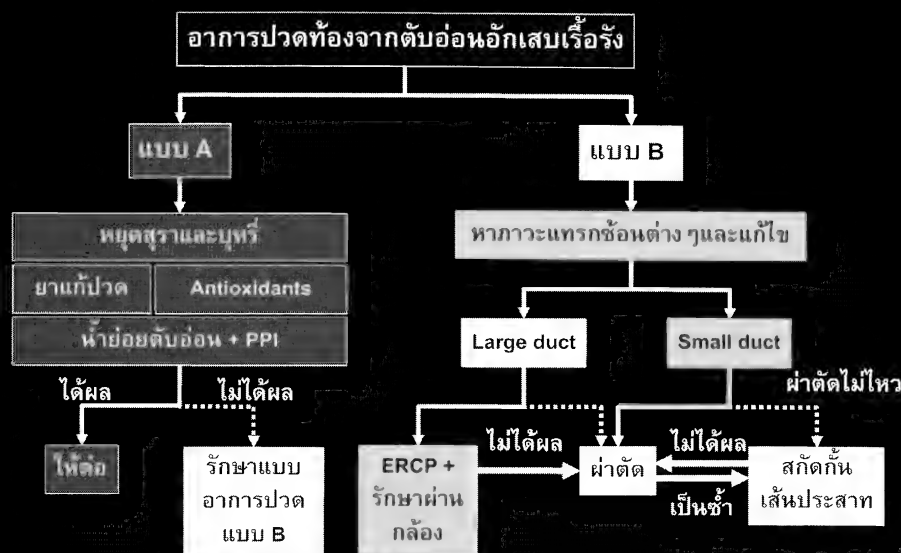 อาการปวดท้องจากตับอ่อนอักเสบเรื้อรัง
แบบ A
แบบ B
หยุดสุราและบุหรี่
หาภาวะแทรกซ้อนต่าง ๆและแก้ไข
ยาแก้ปวด
Antioxidants
น้ำย่อยตับอ่อน + PPI
Large duct
Small duct
ได้ผล
ไม่ได้ผล
ผ่าตัดไม่ไหว
ให้ต่อ
รักษาแบบ
อาการปวด
แบบ B
ERCP +
รักษาผ่าน
กล้อง
ไม่ได้ผล
ผ่าตัด
ไม่ได้ผล
เป็นซ้ำ
สกัดกั้น
เส้นประสาท